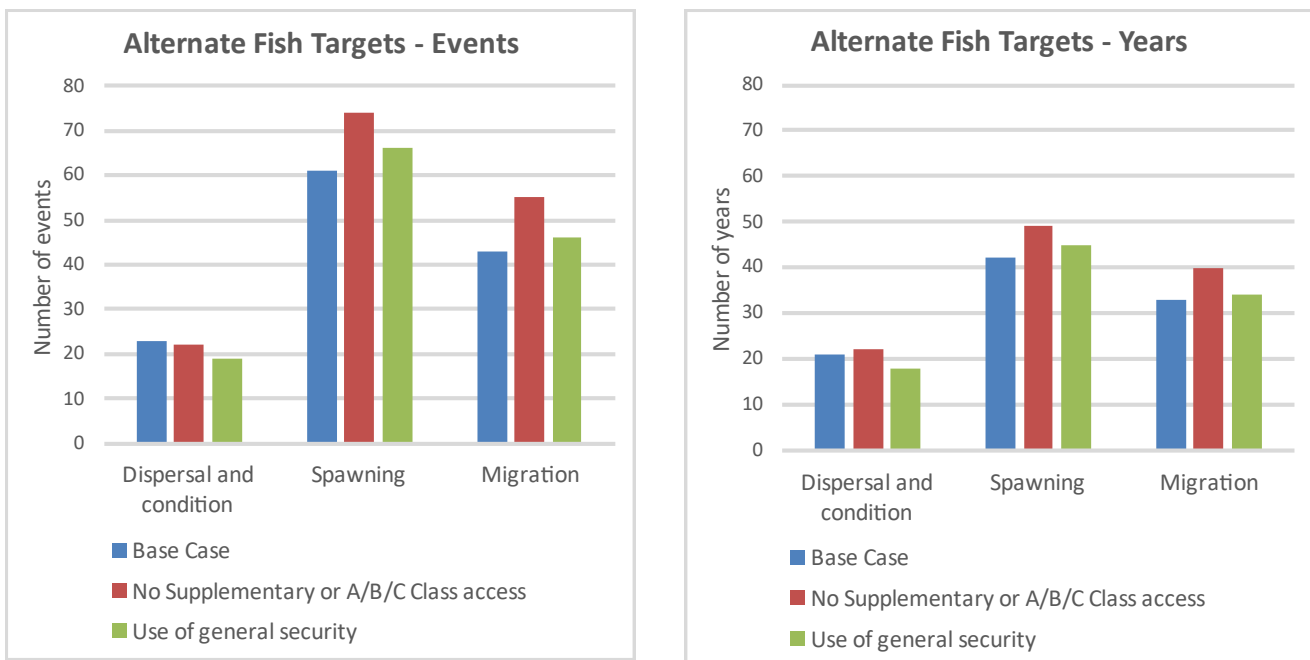 Alternate Fish Targets - Events
80
70
60
50
40
30
20
10
0
Number of events
Dispersal and
condition
Spawning
Migration
Base Case
No Supplementary or A/B/C Class access
Use of general security
Alternate Fish Targets - Years
80
70
60
50
40
30
20
10
0
Number of years
Dispersal and
condition
Spawning
Migration
Base Case
No Supplementary or A/B/C Class access
Use of general security